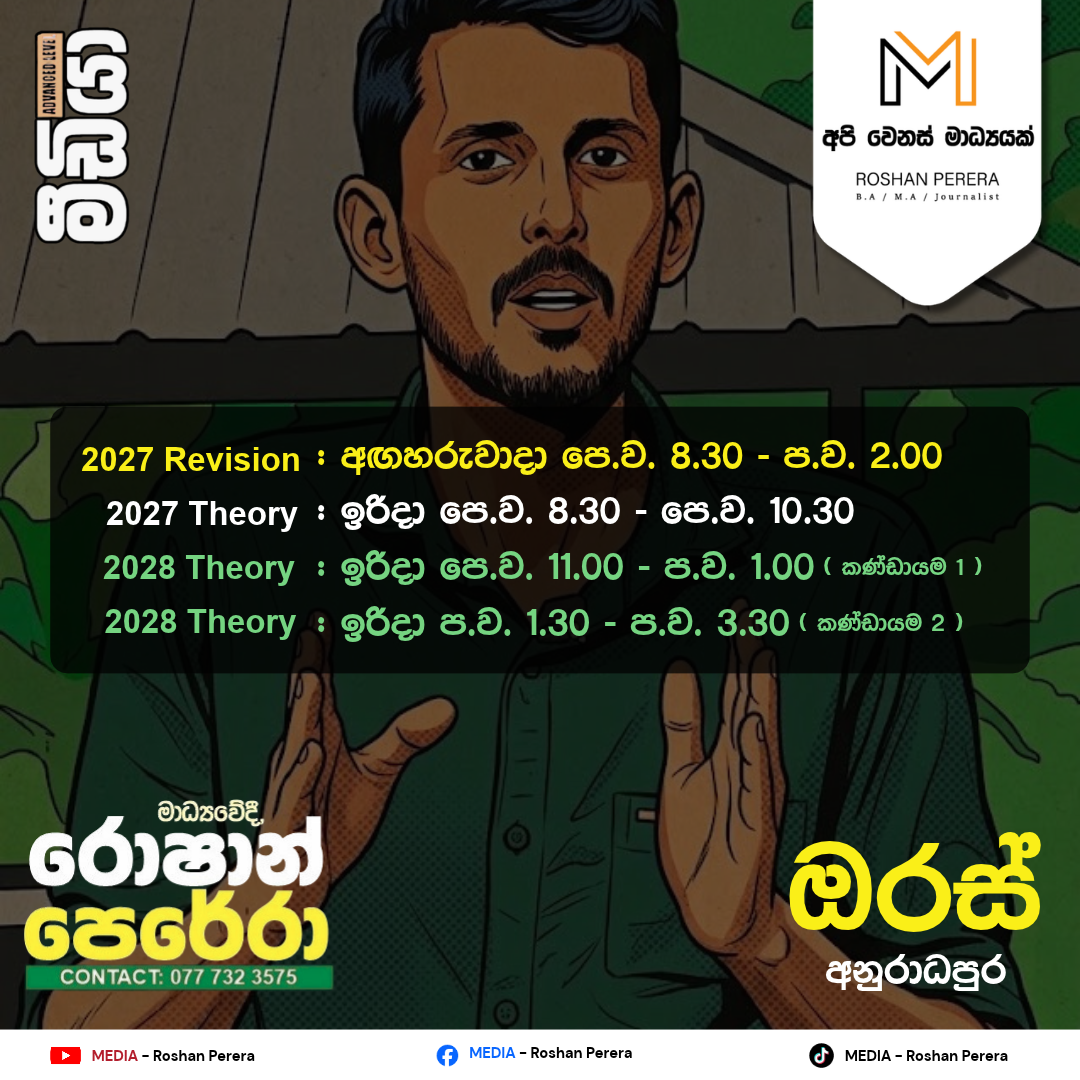 ADVANCED LEVE
මීඩියා
M
අපි වෙනස් මාධ්‍යයක්
ROSHAN PERERA
B.A / M.A / Journalist
2027 Revision : අඟහරුවාදා පෙ.ව. 8.30 - ප.ව. 2.00
2027 Theory : ඉරිදා පෙ.ව. 8.30 - පෙ.ව. 10.30
2028 Theory : ඉරිදා පෙ.ව. 11.00 - ප.ව. 1.00 ( කණ්ඩායම 1 )
2028 Theory : ඉරිදා ප.ව. 1.30 - ප.ව. 3.30 ( කණ්ඩායම 2 )
මාධ්‍යවේදී,
රොෂාන්
පෙරේරා
CONTACT: 077 732 3575
ඔරස්
අනුරාධපුර
MEDIA - Roshan Perera
MEDIA - Roshan Perera
MEDIA - Roshan Perera